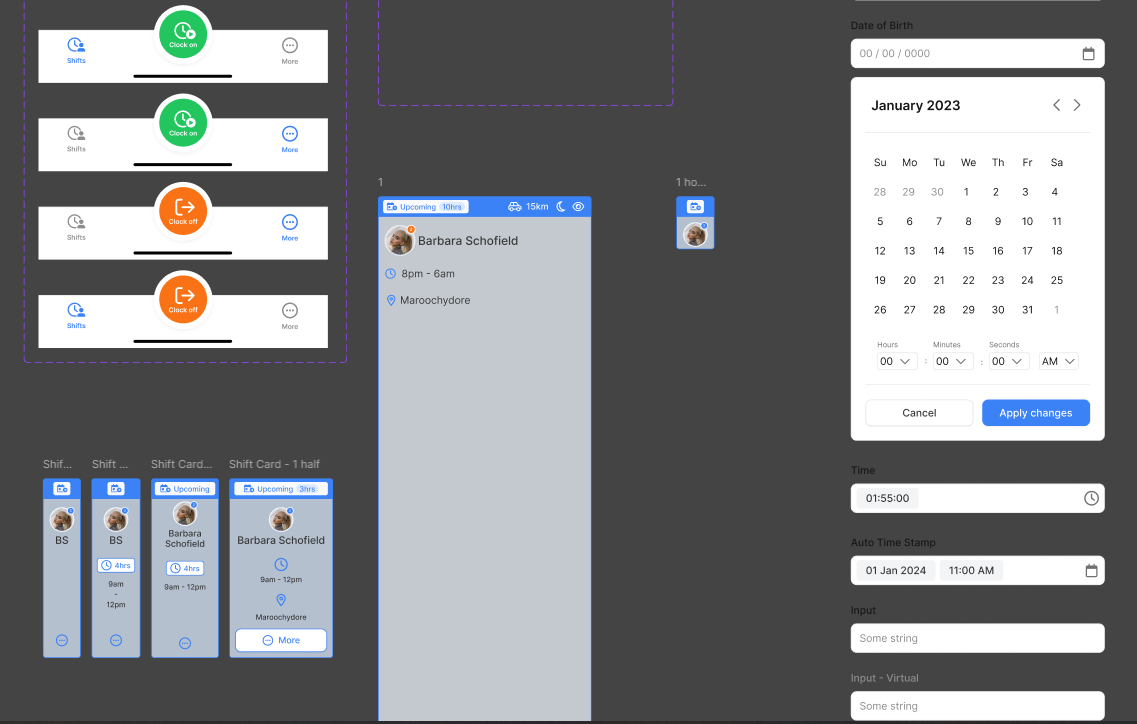 Clock on
Shifts
More
Clock on
Shifts
More
Clock off
Shifts
More
Clock off
Shifts
More
1
Upcoming 10hrs 15km
Barbara Schofield
8pm - 6am
Maroochydore
1 ho...
Shif...
BS
Shift ...
BS
4hrs
9am
-
12pm
Shift Card...
Upcoming
Barbara
Schofield
4hrs
9am - 12pm
Shift Card - 1 half
Upcoming 3hrs
Barbara Schofield
9am - 12pm
Maroochydore
More
Date of Birth
00 / 00 / 0000
January 2023
Su Mo Tu We Th Fr Sa
28 29 30 1 2 3 4
5 6 7 8 9 10 11
12 13 14 15 16 17 18
19 20 21 22 23 24 25
26 27 28 29 30 31 1
Hours Minutes Seconds
00 : 00 : 00 AM
Cancel Apply changes
Time
01:55:00
Auto Time Stamp
01 Jan 2024 11:00 AM
Input
Some string
Input - Virtual
Some string